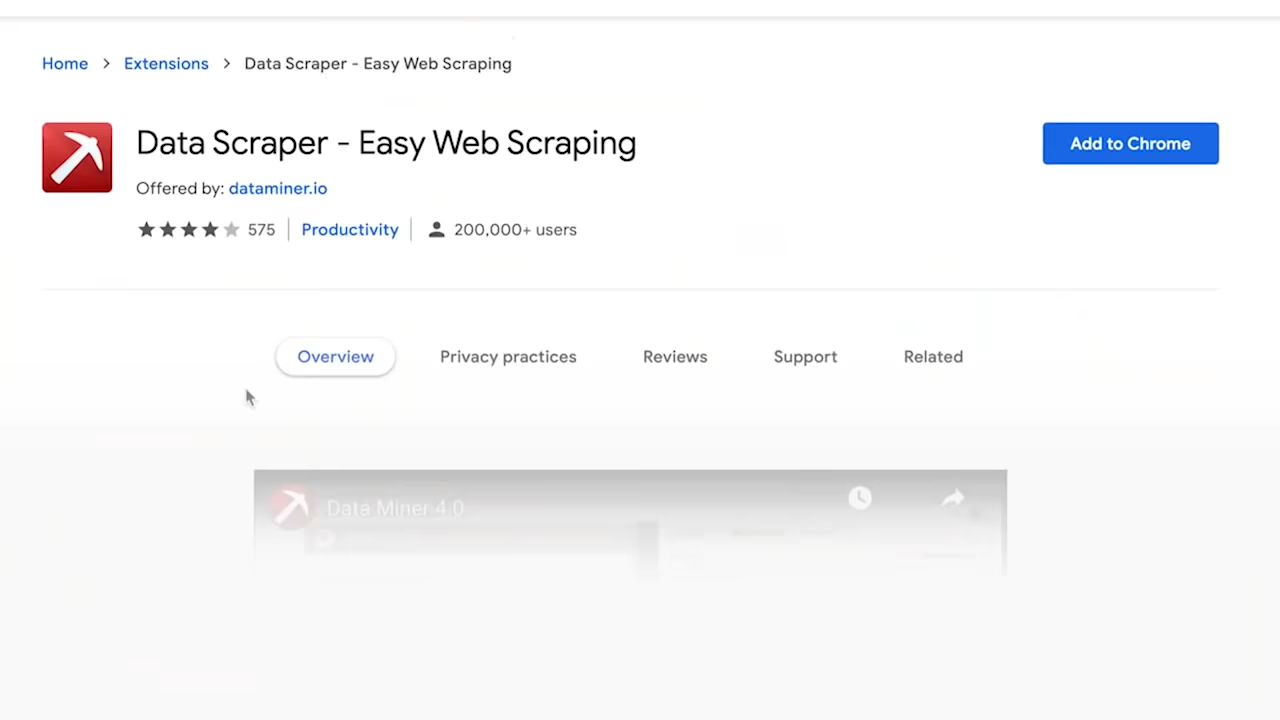 Home > Extensions > Data Scraper - Easy Web Scraping
Data Scraper - Easy Web Scraping
Add to Chrome
Offered by: dataminer.io
575 Productivity 200,000+ users
Overview Privacy practices Reviews Support Related
Data Miner 4.0